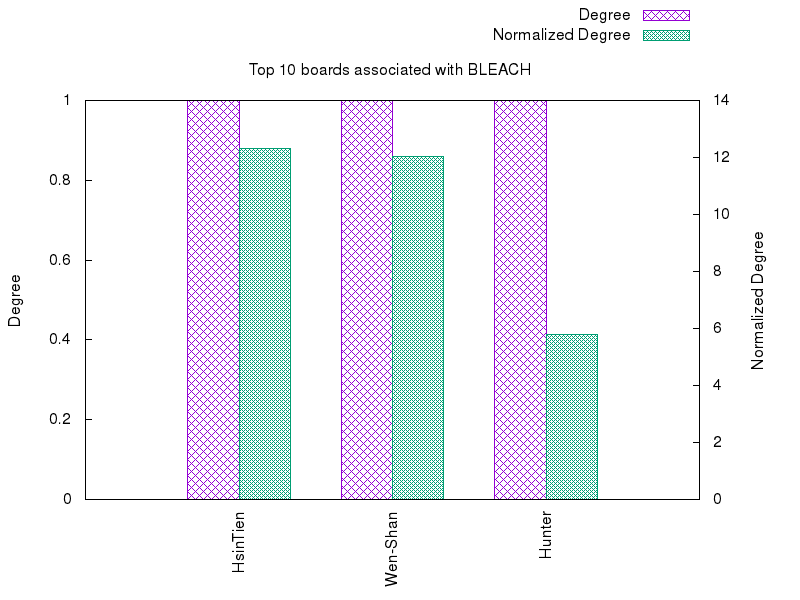 Degree
Normalized Degree
Top 10 boards associated with BLEACH
1
0.8
0.6
0.4
0.2
0
14
12
10
8
6
4
2
0
Degree
Normalized Degree
HsinTien
Wen-Shan
Hunter